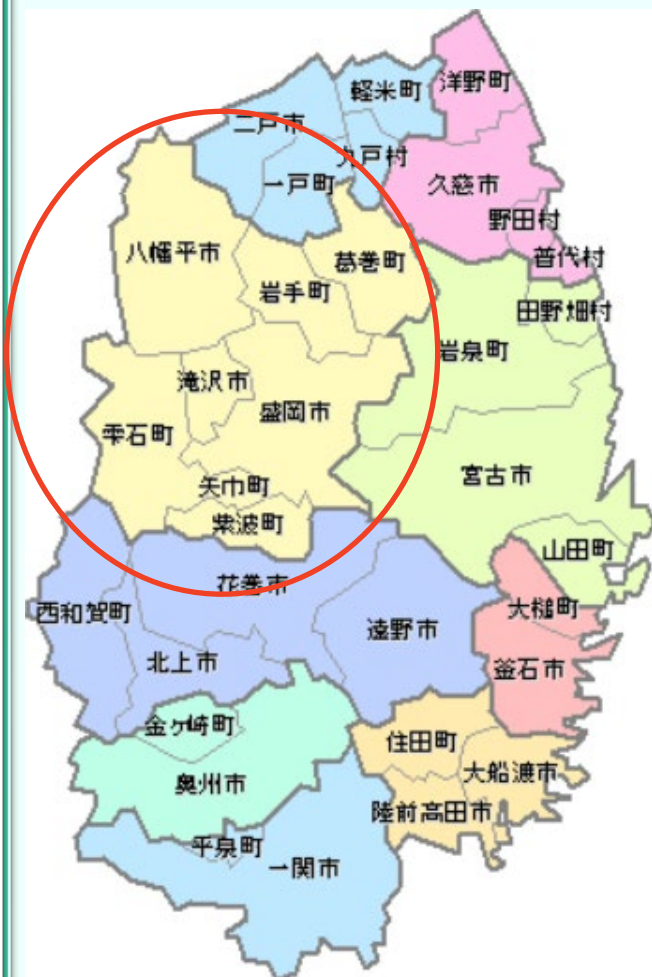 洋野町
軽米町
二戸市
九戸村
一戸町
久慈市
野田村
八幡平市
葛巻町
普代村
岩手町
田野畑村
岩泉町
滝沢市
盛岡市
雫石町
宮古市
矢巾町
紫波町
山田町
花巻市
西和賀町
大槌町
遠野市
北上市
釜石市
金ヶ崎町
住田町
大船渡市
奥州市
陸前高田市
平泉町
一関市